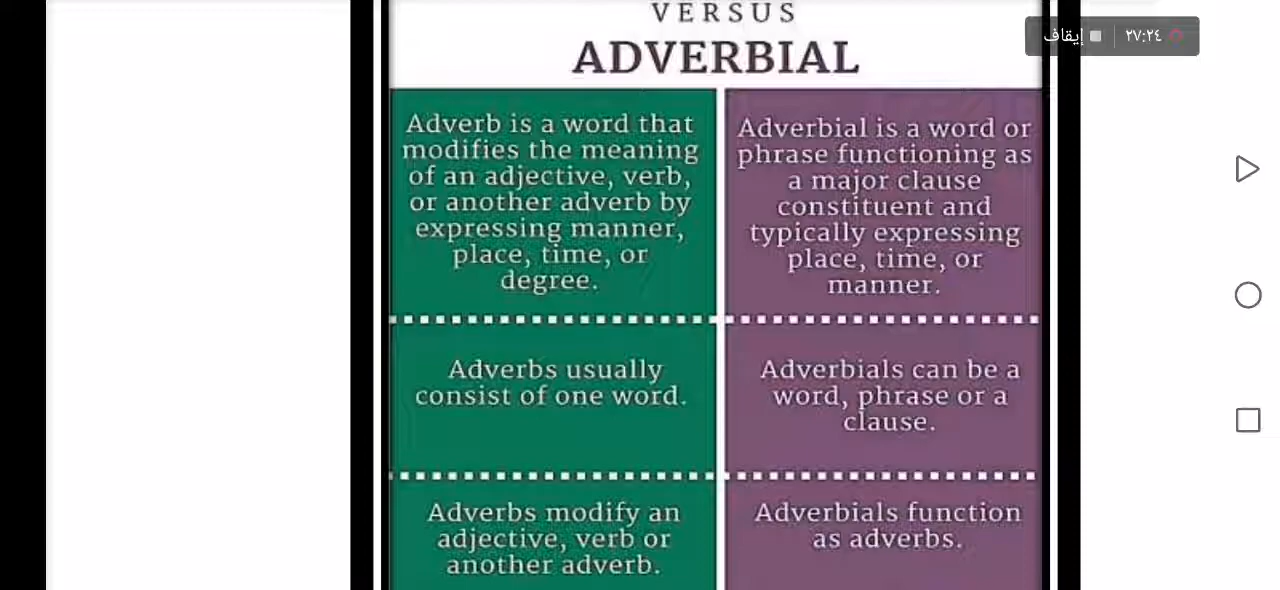 VERSUS
ADVERBIAL
إيقاف ٢٧:٢٤
Adverb is a word that
modifies the meaning
of an adjective, verb,
or another adverb by
expressing manner,
place, time, or
degree.
Adverbial is a word or
phrase functioning as
a major clause
constituent and
typically expressing
place, time, or
manner.
Adverbs usually
consist of one word.
Adverbials can be a
word, phrase or a
clause.
Adverbs modify an
adjective, verb or
another adverb.
Adverbials function
as adverbs.